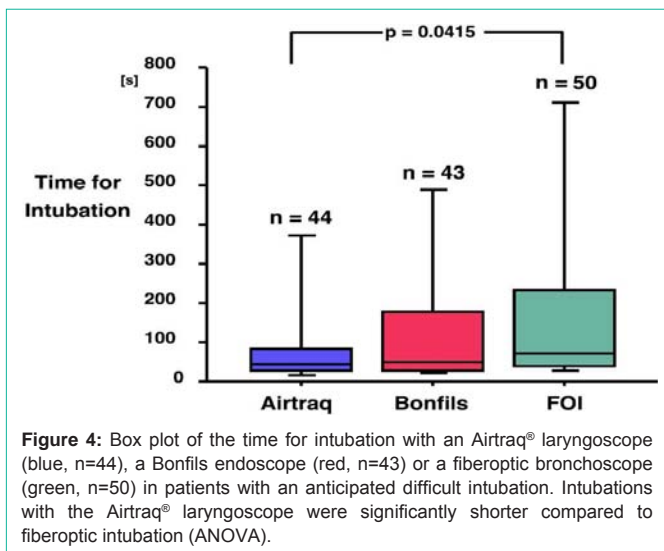 p = 0.0415
800
[s]
n = 50
700
600
Time for
Intubation
n = 43
500
400
n = 44
300
200
100
0
Airtraq Bonfils FOI
Figure 4: Box plot of the time for intubation with an Airtraq® laryngoscope
(blue, n=44), a Bonfils endoscope (red, n=43) or a fiberoptic bronchoscope
(green, n=50) in patients with an anticipated difficult intubation. Intubations
with the Airtraq® laryngoscope were significantly shorter compared to
fiberoptic intubation (ANOVA).